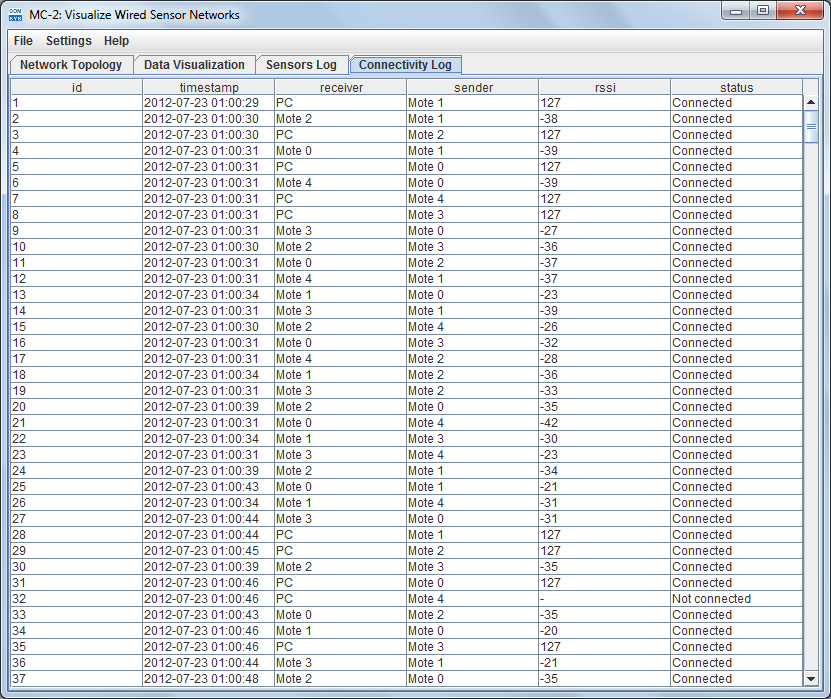 MC-2: Visualize Wired Sensor Networks
File Settings Help
Network Topology Data Visualization Sensors Log Connectivity Log
id timestamp receiver sender rssi status
1 2012-07-23 01:00:29 PC Mote 1 127 Connected
2 2012-07-23 01:00:30 Mote 2 Mote 1 -38 Connected
3 2012-07-23 01:00:30 PC Mote 2 127 Connected
4 2012-07-23 01:00:31 Mote 0 Mote 1 -39 Connected
5 2012-07-23 01:00:31 PC Mote 0 127 Connected
6 2012-07-23 01:00:31 Mote 4 Mote 0 -39 Connected
7 2012-07-23 01:00:31 PC Mote 4 127 Connected
8 2012-07-23 01:00:31 PC Mote 3 127 Connected
9 2012-07-23 01:00:31 Mote 3 Mote 0 -27 Connected
10 2012-07-23 01:00:30 Mote 2 Mote 3 -36 Connected
11 2012-07-23 01:00:31 Mote 0 Mote 2 -37 Connected
12 2012-07-23 01:00:31 Mote 4 Mote 1 -37 Connected
13 2012-07-23 01:00:34 Mote 1 Mote 0 -23 Connected
14 2012-07-23 01:00:31 Mote 3 Mote 1 -39 Connected
15 2012-07-23 01:00:30 Mote 2 Mote 4 -26 Connected
16 2012-07-23 01:00:31 Mote 0 Mote 3 -32 Connected
17 2012-07-23 01:00:31 Mote 4 Mote 2 -28 Connected
18 2012-07-23 01:00:34 Mote 1 Mote 2 -36 Connected
19 2012-07-23 01:00:31 Mote 3 Mote 2 -33 Connected
20 2012-07-23 01:00:39 Mote 2 Mote 0 -35 Connected
21 2012-07-23 01:00:31 Mote 0 Mote 4 -42 Connected
22 2012-07-23 01:00:34 Mote 1 Mote 3 -30 Connected
23 2012-07-23 01:00:31 Mote 3 Mote 4 -23 Connected
24 2012-07-23 01:00:39 Mote 2 Mote 1 -34 Connected
25 2012-07-23 01:00:43 Mote 0 Mote 1 -21 Connected
26 2012-07-23 01:00:34 Mote 1 Mote 4 -31 Connected
27 2012-07-23 01:00:44 Mote 3 Mote 0 -31 Connected
28 2012-07-23 01:00:44 PC Mote 1 127 Connected
29 2012-07-23 01:00:45 PC Mote 2 127 Connected
30 2012-07-23 01:00:39 Mote 2 Mote 3 -35 Connected
31 2012-07-23 01:00:46 PC Mote 0 127 Connected
32 2012-07-23 01:00:46 PC Mote 4 - Not connected
33 2012-07-23 01:00:43 Mote 0 Mote 2 -35 Connected
34 2012-07-23 01:00:46 Mote 1 Mote 0 -20 Connected
35 2012-07-23 01:00:46 PC Mote 3 127 Connected
36 2012-07-23 01:00:44 Mote 3 Mote 1 -21 Connected
37 2012-07-23 01:00:48 Mote 2 Mote 0 -35 Connected